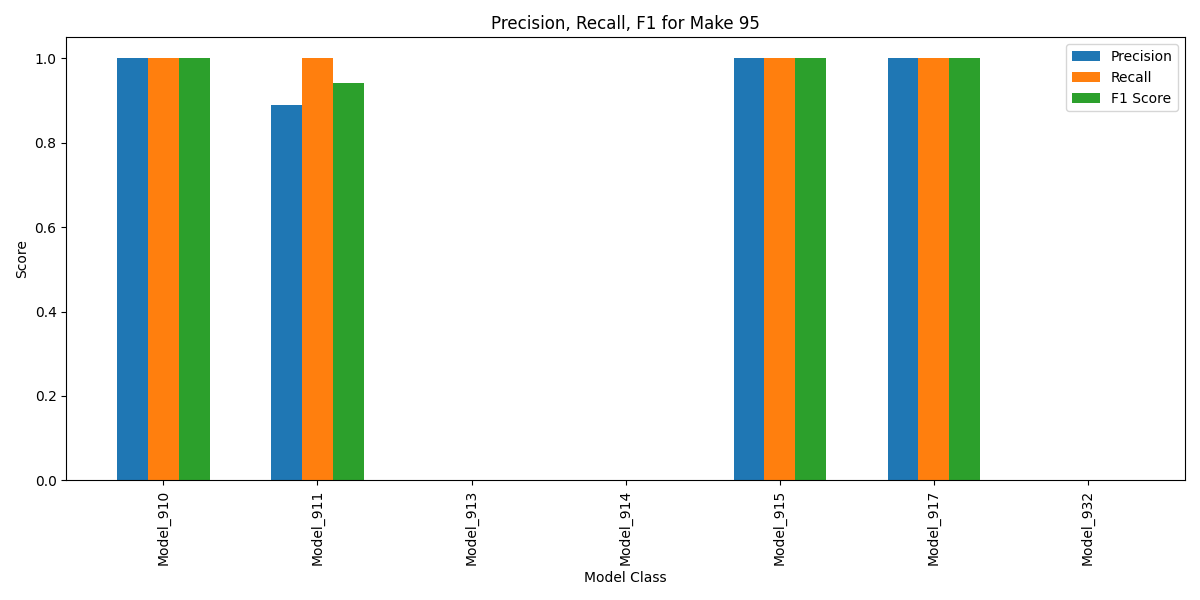 Precision, Recall, F1 for Make 95
Precision
Recall
F1 Score
Score
1.0
0.8
0.6
0.4
0.2
0.0
Model_910
Model_911
Model_913
Model_914
Model_915
Model_917
Model_932
Model Class